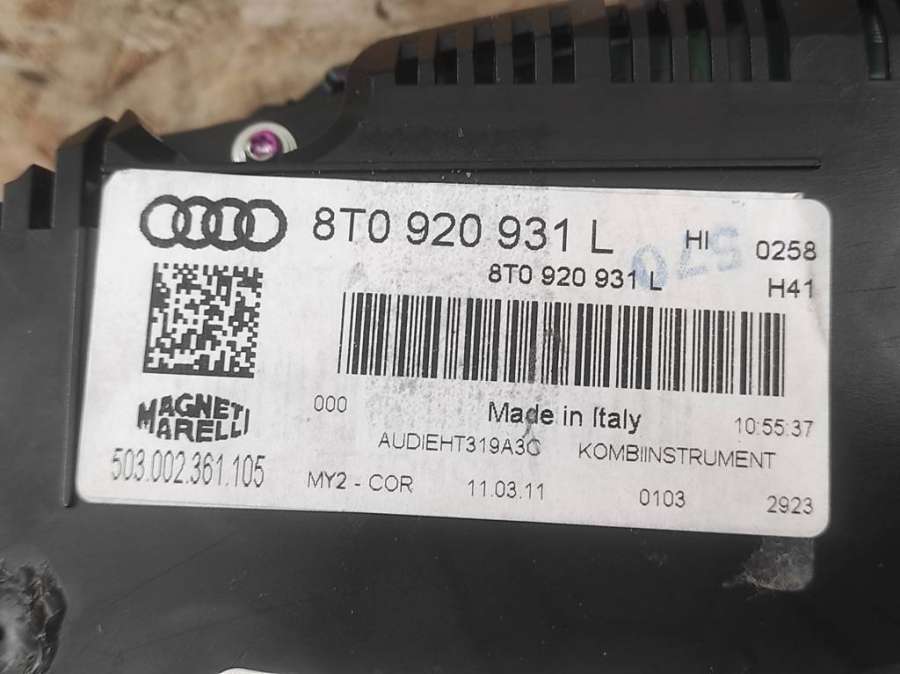 8T0 920 931 L HI 0258
570
8T0 920 931 L H41
MAGNETI
MARELLI
000 Made in Italy 10:55:37
AUDIEHT319A3C KOMBIINSTRUMENT
503.002.361.105
MY2 - COR 11.03.11 0103 2923